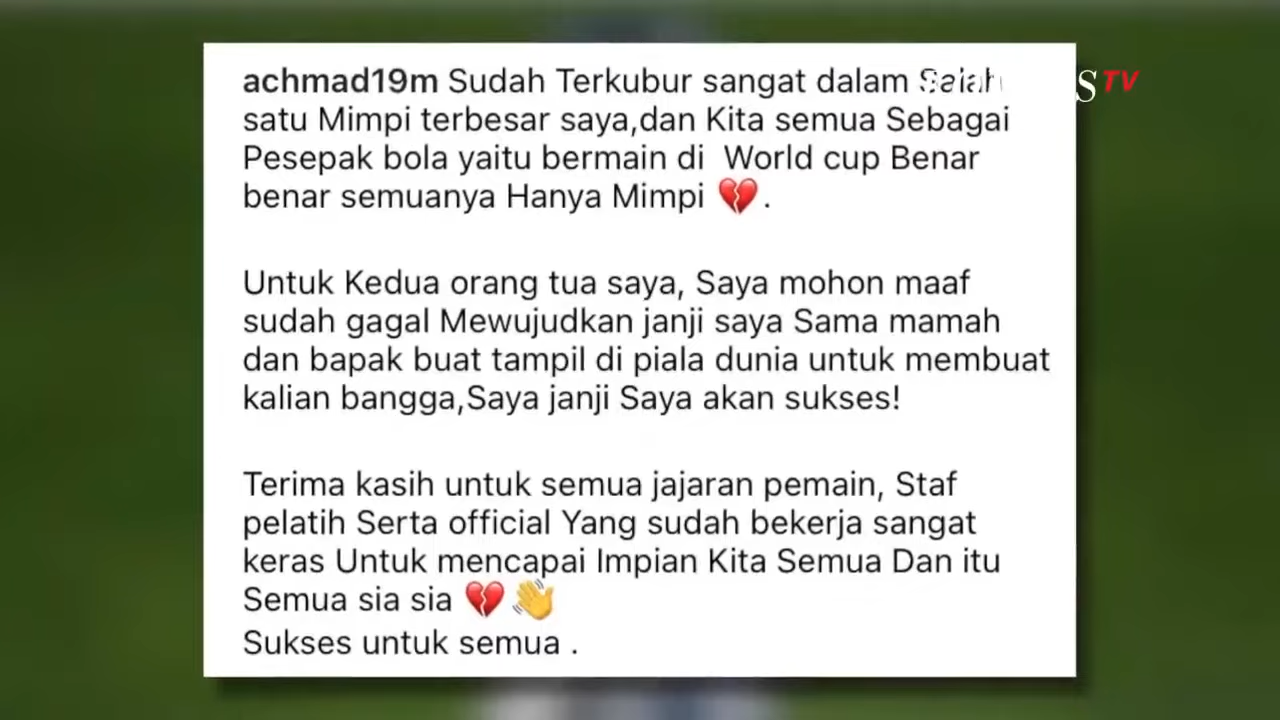 achmad19m Sudah Terkubur sangat dalam Salah
satu Mimpi terbesar saya,dan Kita semua Sebagai
Pesepak bola yaitu bermain di World cup Benar
benar semuanya Hanya Mimpi 💔.
Untuk Kedua orang tua saya, Saya mohon maaf
sudah gagal Mewujudkan janji saya Sama mamah
dan bapak buat tampil di piala dunia untuk membuat
kalian bangga,Saya janji Saya akan sukses!
Terima kasih untuk semua jajaran pemain, Staf
pelatih Serta official Yang sudah bekerja sangat
keras Untuk mencapai Impian Kita Semua Dan itu
Semua sia sia 💔👋
Sukses untuk semua .
TV